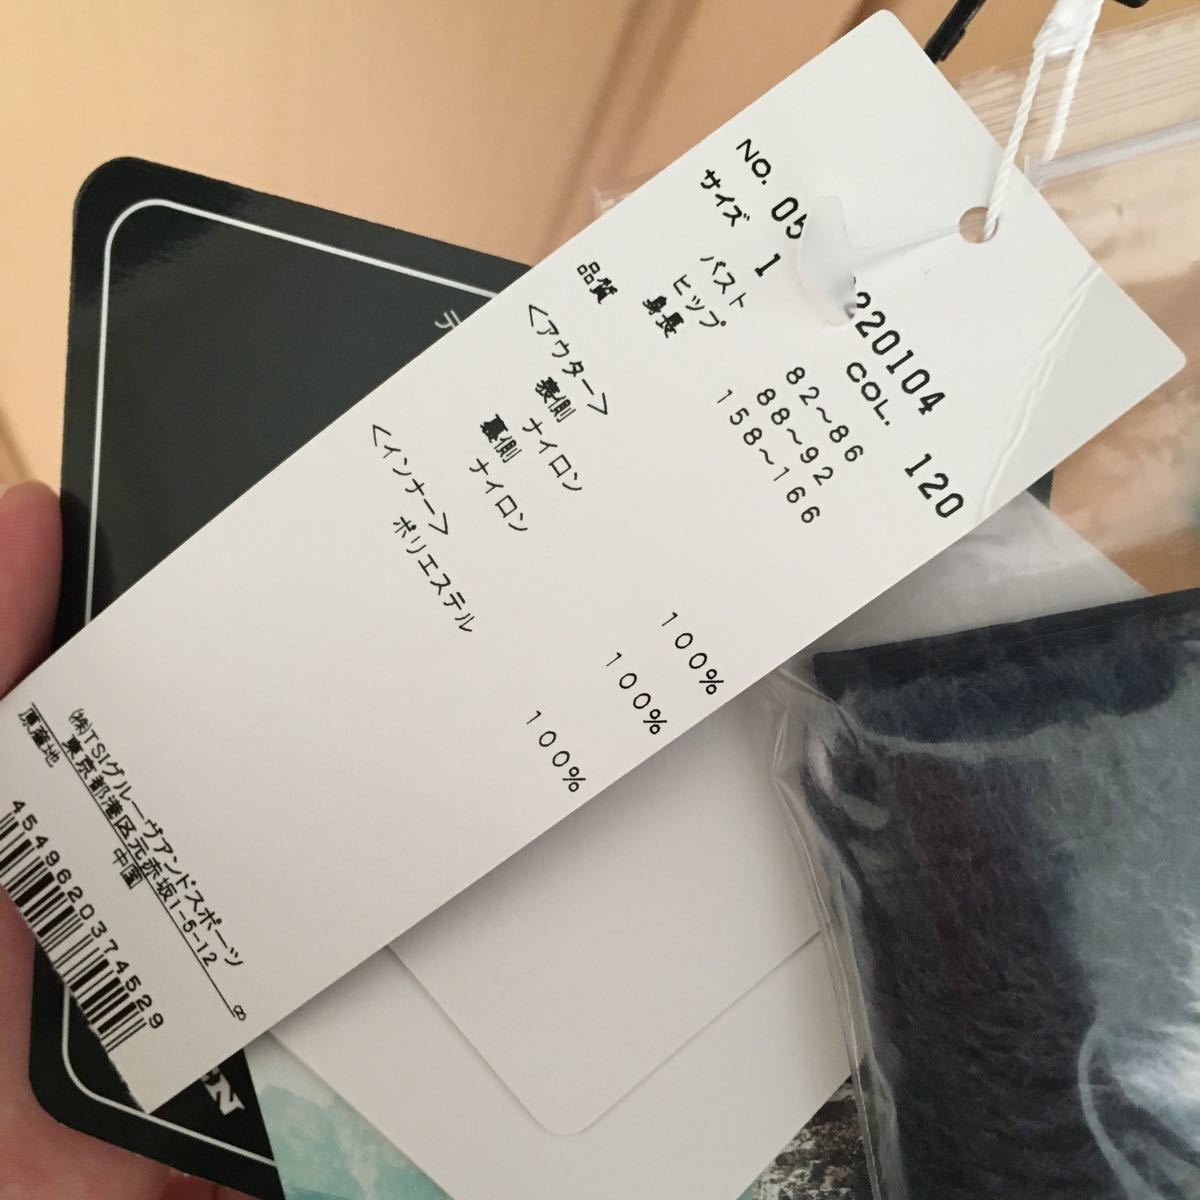 NO. 05 220104
サイズ 1 COL. 120
バスト 82～86
ヒップ 88～92
身長 158～166
品質
<アウター>
表側
ナイロン 100%
裏側
ナイロン 100%
<インナー>
ポリエステル 100%
(株)TSIグルーヴアンドスポーツ
東京都港区元赤坂1-5-12
原産地 中国 8
4549620374529